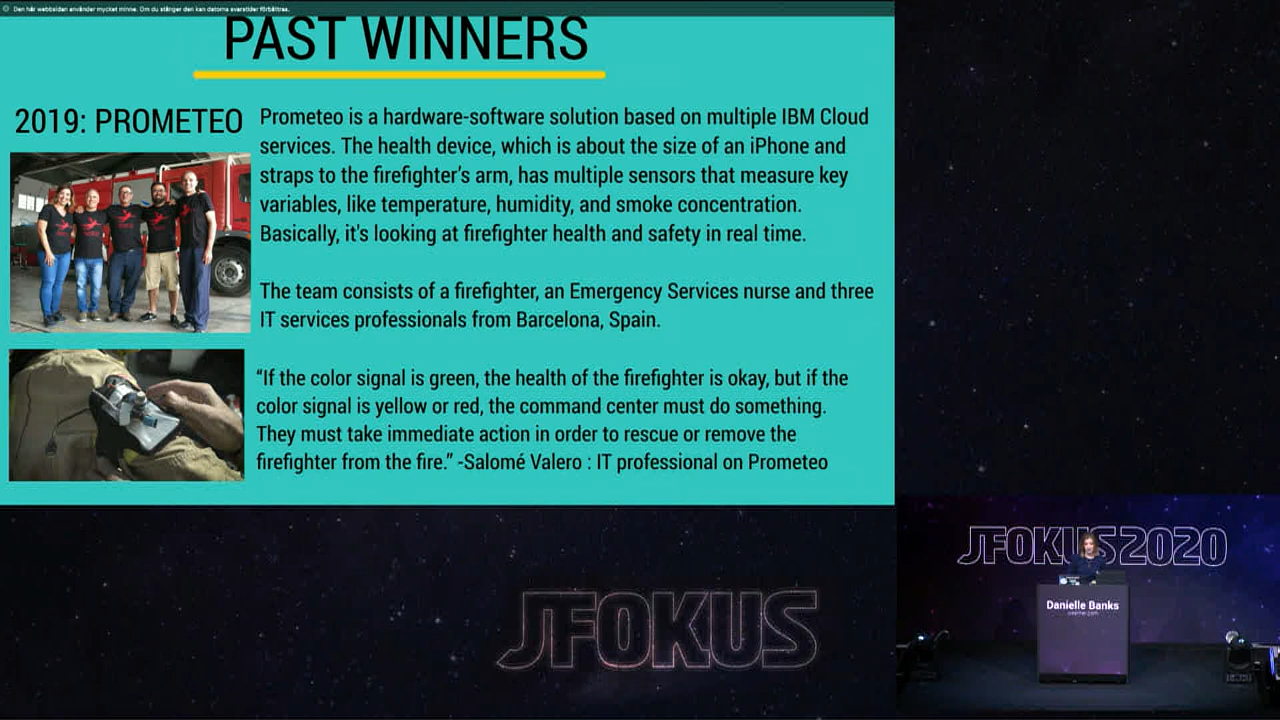 Den här webbsidan använder mycket minne. Om du stänger den kan datorns svarstider förbättras.
PAST WINNERS
2019: PROMETEO
Prometeo is a hardware-software solution based on multiple IBM Cloud
services. The health device, which is about the size of an iPhone and
straps to the firefighter's arm, has multiple sensors that measure key
variables, like temperature, humidity, and smoke concentration.
Basically, it's looking at firefighter health and safety in real time.
The team consists of a firefighter, an Emergency Services nurse and three
IT services professionals from Barcelona, Spain.
“If the color signal is green, the health of the firefighter is okay, but if the
color signal is yellow or red, the command center must do something.
They must take immediate action in order to rescue or remove the
firefighter from the fire.” -Salomé Valero : IT professional on Prometeo
JFOKUS
JFOKUS2020
Danielle Banks